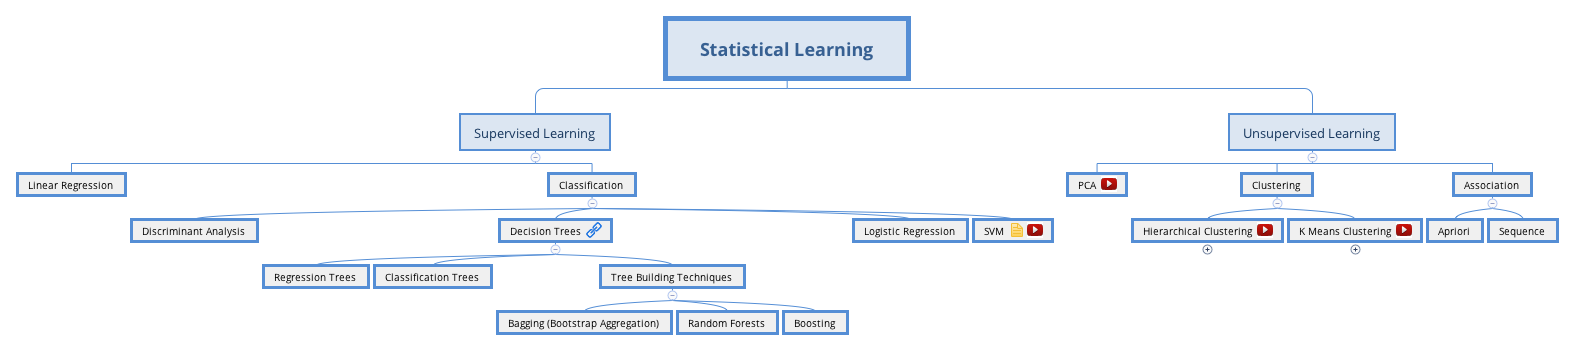 Statistical Learning
Supervised Learning
Unsupervised Learning
Linear Regression
Classification
PCA
Clustering
Association
Discriminant Analysis
Decision Trees
Logistic Regression
SVM
Hierarchical Clustering
K Means Clustering
Apriori
Sequence
Regression Trees
Classification Trees
Tree Building Techniques
Bagging (Bootstrap Aggregation)
Random Forests
Boosting